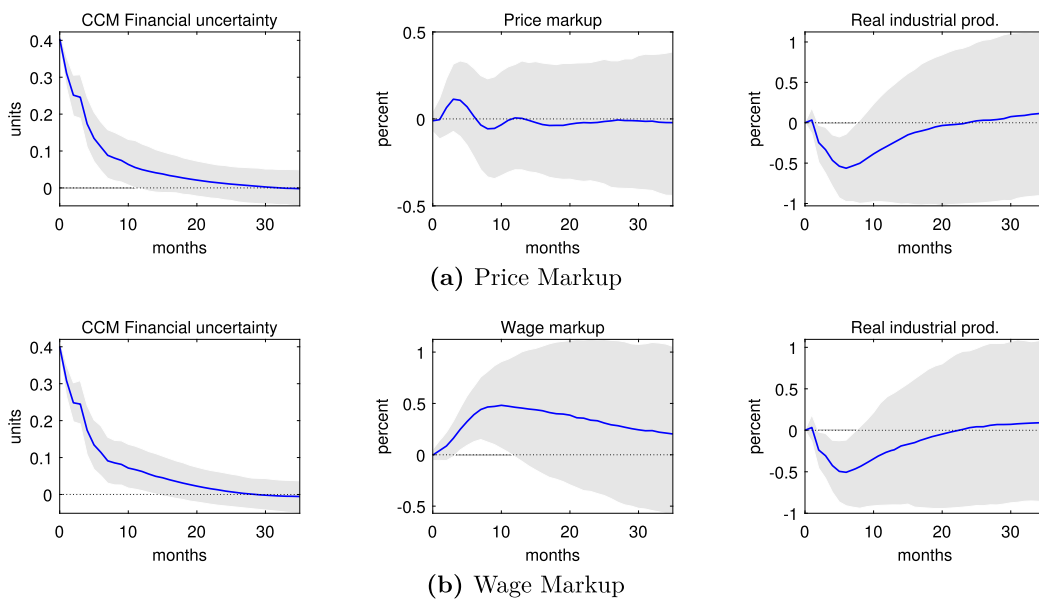 CCM Financial uncertainty
Price markup
Real industrial prod.
units
0.4
0.3
0.2
0.1
0
0 10 20 30
months
percent
0.5
0
-0.5
0 10 20 30
months
percent
1
0.5
0
-0.5
-1
0 10 20 30
months
(a) Price Markup
CCM Financial uncertainty
Wage markup
Real industrial prod.
units
0.4
0.3
0.2
0.1
0
0 10 20 30
months
percent
1
0.5
0
-0.5
0 10 20 30
months
percent
1
0.5
0
-0.5
-1
0 10 20 30
months
(b) Wage Markup